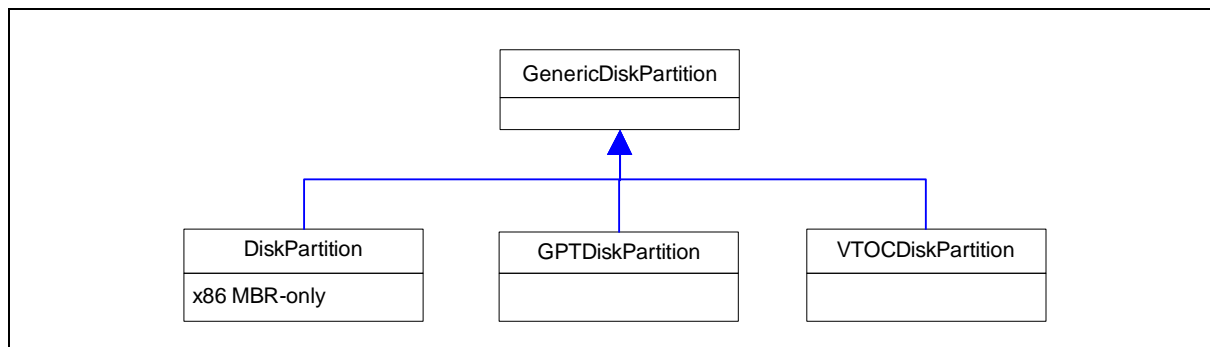 GenericDiskPartition
DiskPartition
x86 MBR-only
GPTDiskPartition
VTOCDiskPartition